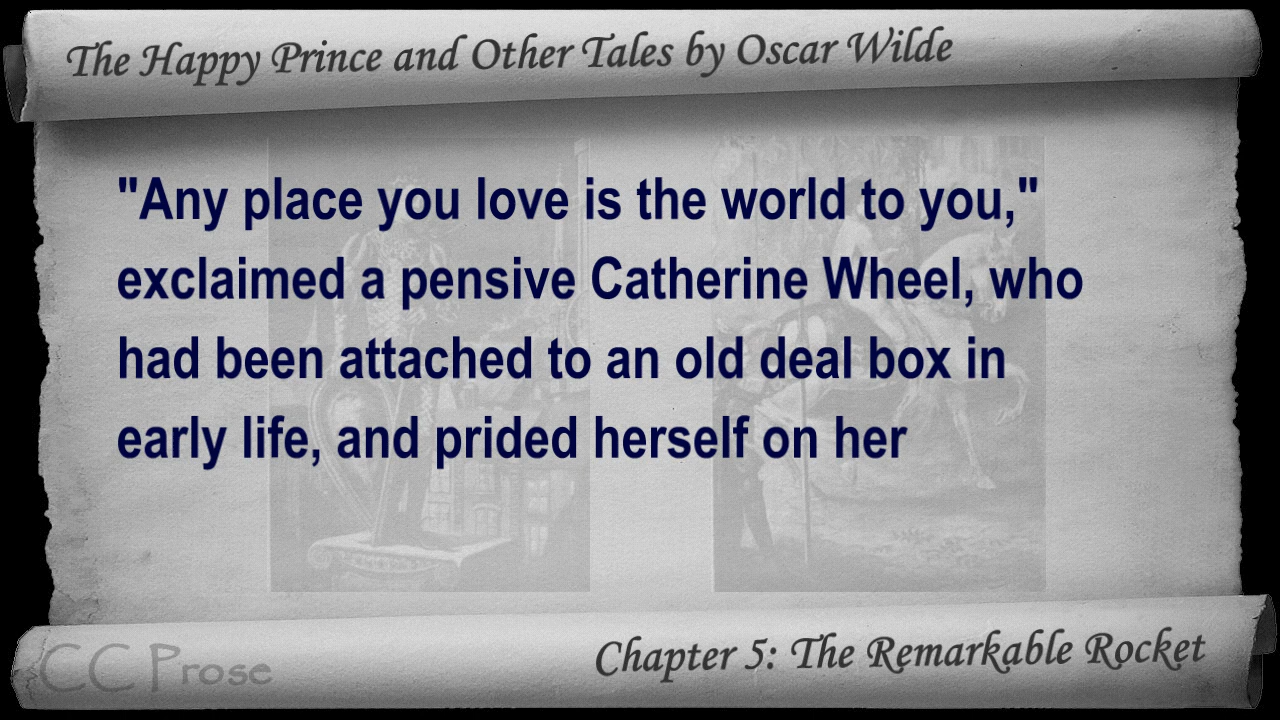 The Happy Prince and Other Tales by Oscar Wilde
"Any place you love is the world to you,"
exclaimed a pensive Catherine Wheel, who
had been attached to an old deal box in
early life, and prided herself on her
CC Prose
Chapter 5: The Remarkable Rocket